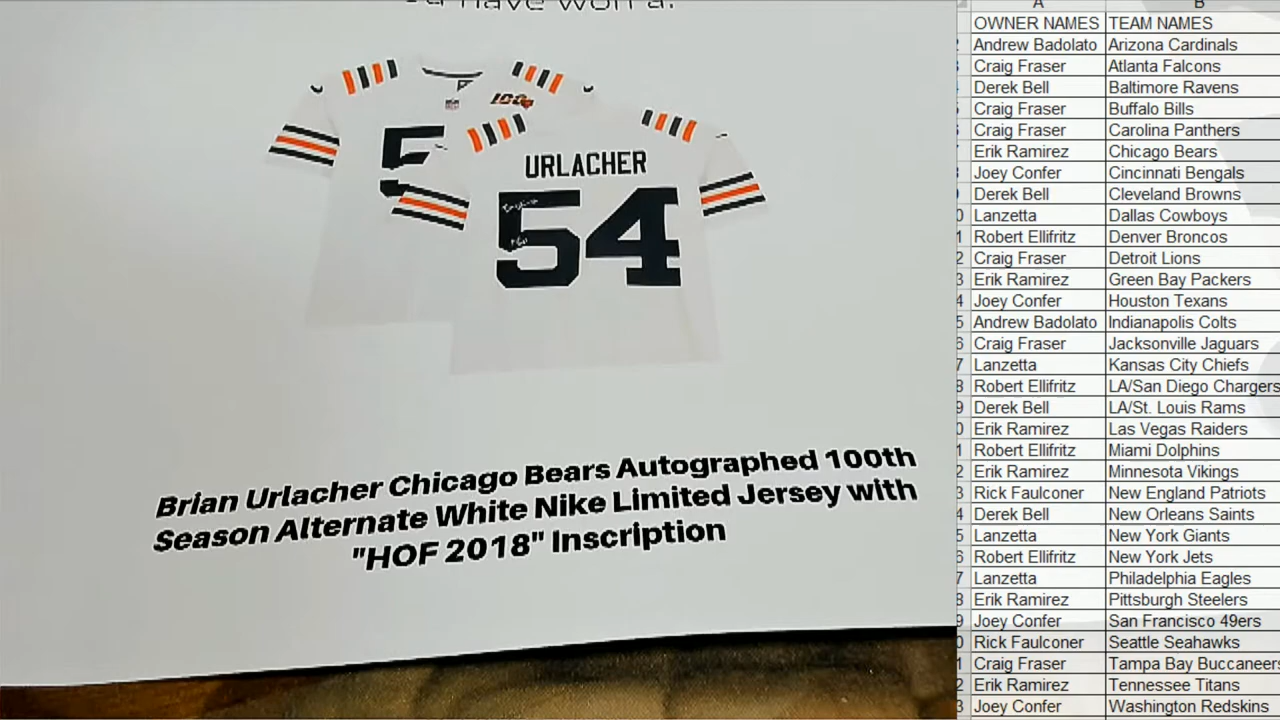 have won a:
100
5
URLACHER
54
Brian Urlacher Chicago Bears Autographed 100th
Season Alternate White Nike Limited Jersey with
"HOF 2018" Inscription
A B
OWNER NAMES TEAM NAMES
Andrew Badolato Arizona Cardinals
Craig Fraser Atlanta Falcons
Derek Bell Baltimore Ravens
Craig Fraser Buffalo Bills
Craig Fraser Carolina Panthers
Erik Ramirez Chicago Bears
Joey Confer Cincinnati Bengals
Derek Bell Cleveland Browns
Lanzetta Dallas Cowboys
Robert Ellifritz Denver Broncos
Craig Fraser Detroit Lions
Erik Ramirez Green Bay Packers
Joey Confer Houston Texans
Andrew Badolato Indianapolis Colts
Craig Fraser Jacksonville Jaguars
Lanzetta Kansas City Chiefs
Robert Ellifritz LA/San Diego Chargers
Derek Bell LA/St. Louis Rams
Erik Ramirez Las Vegas Raiders
Robert Ellifritz Miami Dolphins
Erik Ramirez Minnesota Vikings
Rick Faulconer New England Patriots
Derek Bell New Orleans Saints
Lanzetta New York Giants
Robert Ellifritz New York Jets
Lanzetta Philadelphia Eagles
Erik Ramirez Pittsburgh Steelers
Joey Confer San Francisco 49ers
Rick Faulconer Seattle Seahawks
Craig Fraser Tampa Bay Buccaneers
Erik Ramirez Tennessee Titans
Joey Confer Washington Redskins